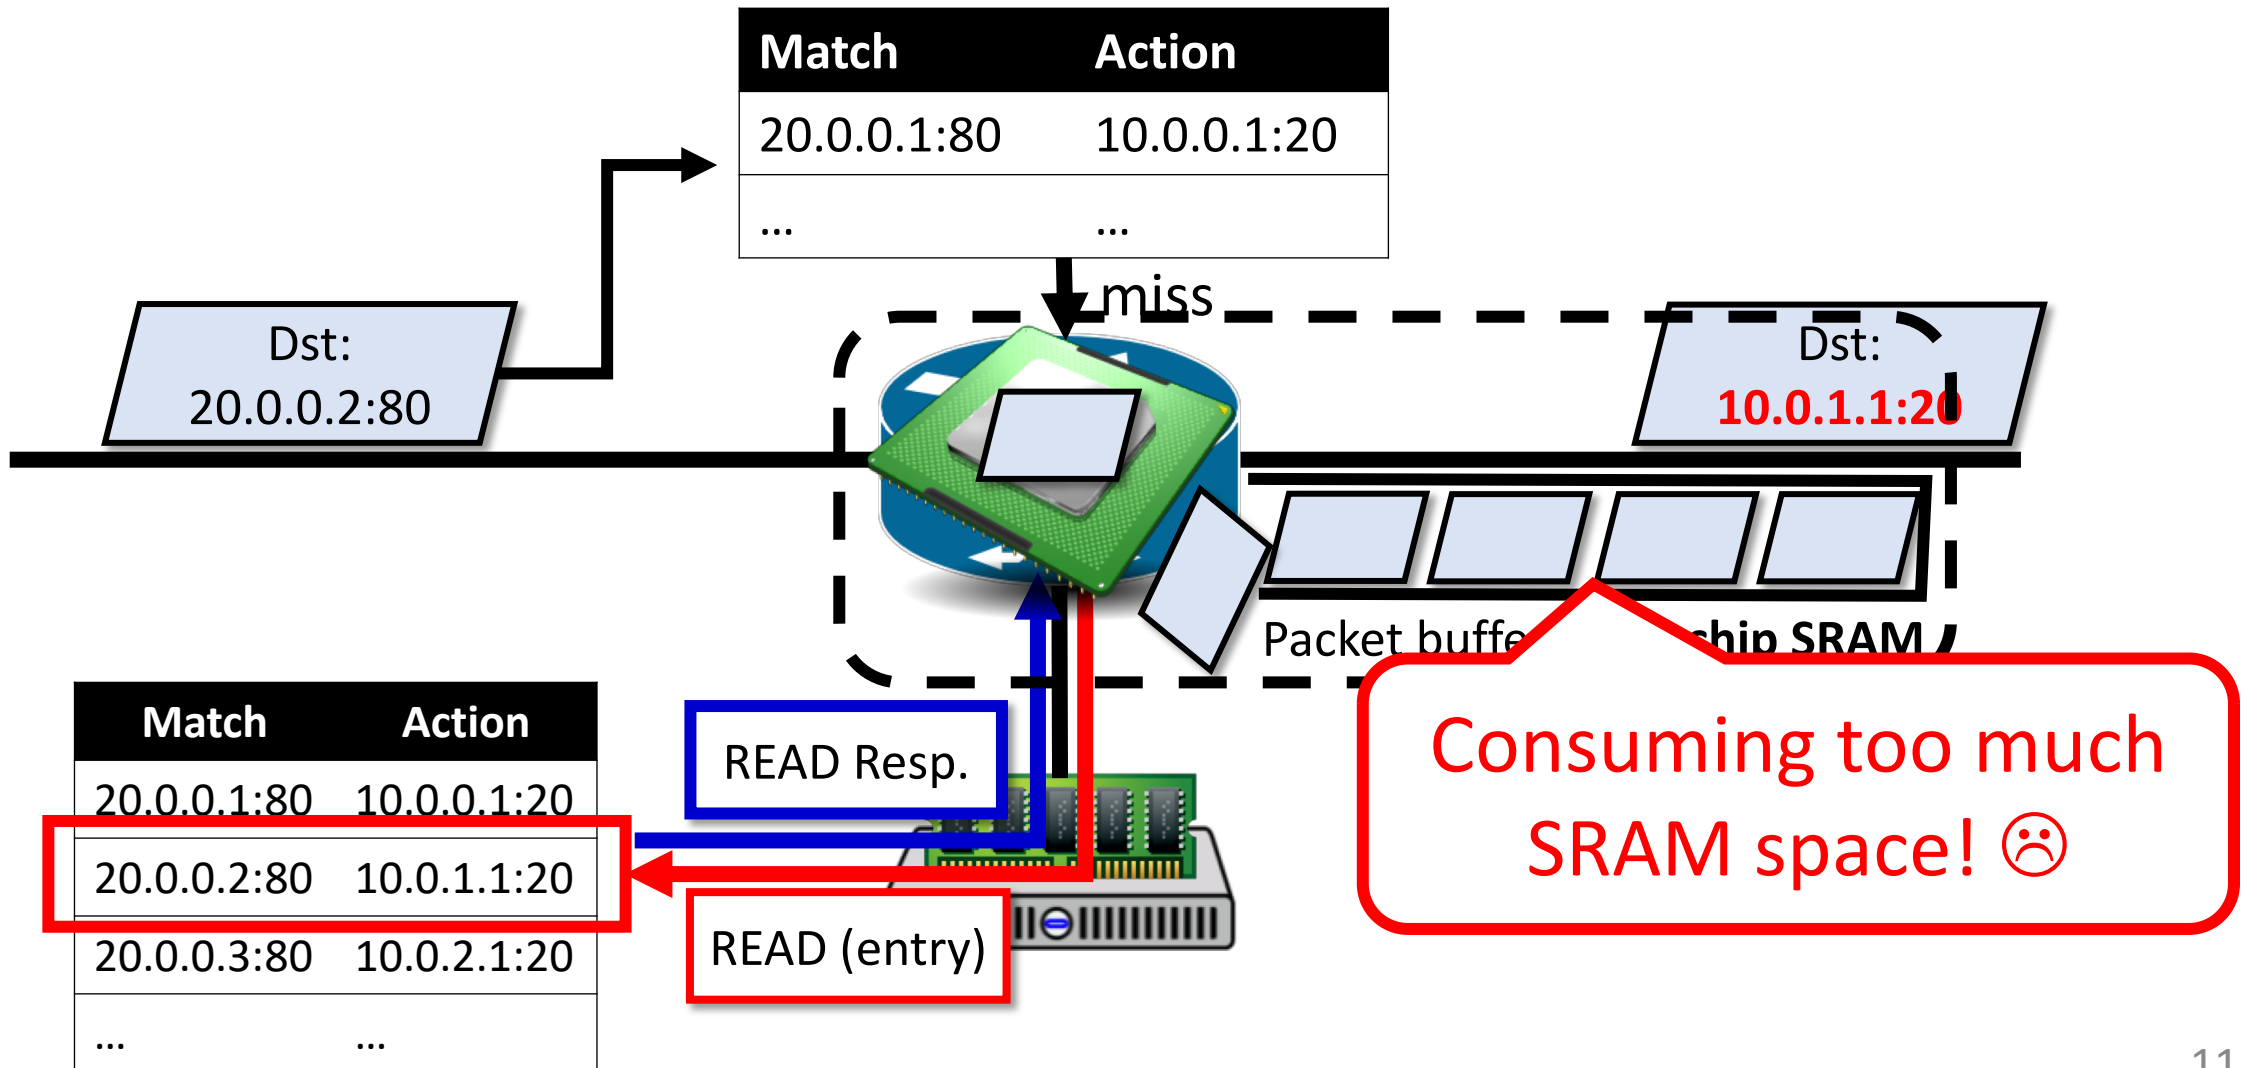 Match Action
20.0.0.1:80 10.0.0.1:20
... ...
miss
Dst:
20.0.0.2:80
Dst:
10.0.1.1:20
Packet chip SRAM
Match Action
20.0.0.1:80 10.0.0.1:20
20.0.0.2:80 10.0.1.1:20
20.0.0.3:80 10.0.2.1:20
... ...
READ Resp.
READ (entry)
Consuming too much
SRAM space! ☹
11